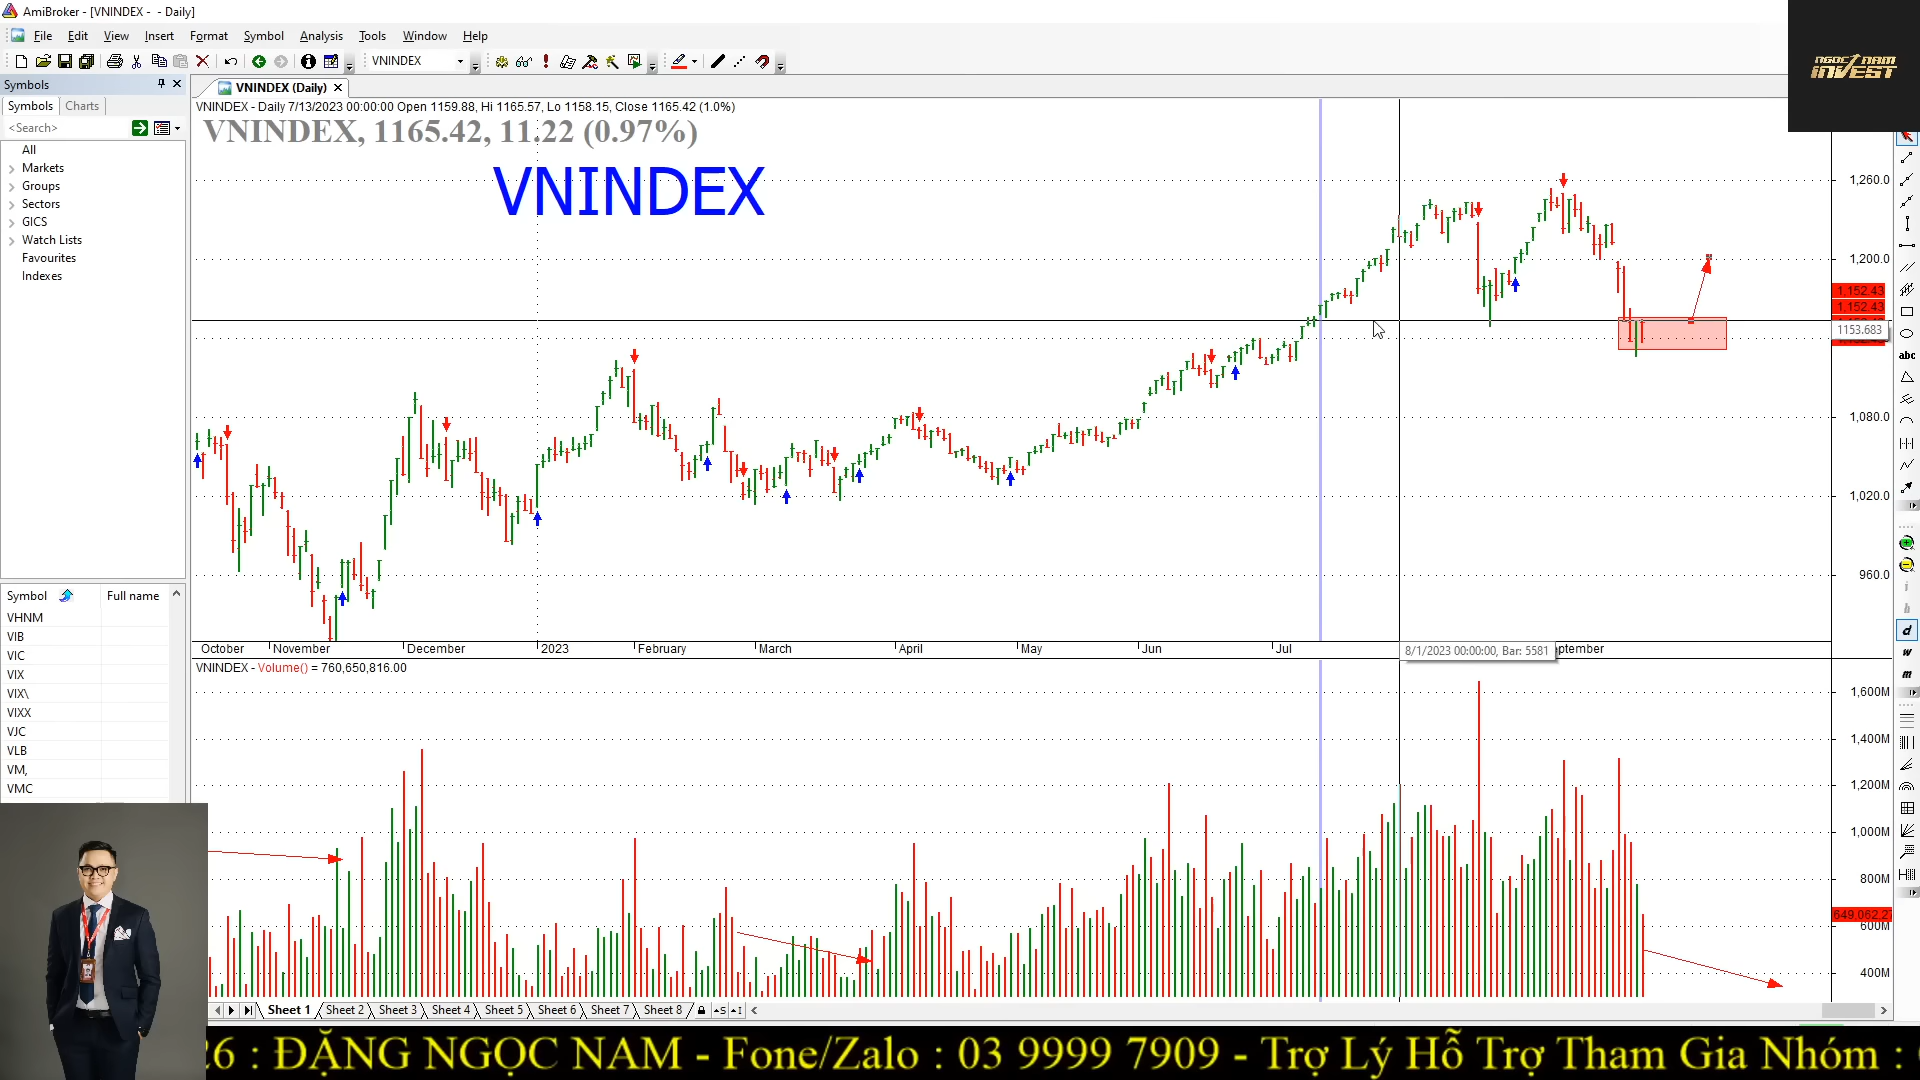 AmiBroker - [VNINDEX - - Daily]
File Edit View Insert Format Symbol Analysis Tools Window Help
VNINDEX
NGOC NAM
INVEST
Symbols
VNINDEX (Daily)
Symbols Charts
VNINDEX - Daily 7/13/2023 00:00:00 Open 1159.88, Hi 1165.57, Lo 1158.15, Close 1165.42 (1.0%)
<Search>
VNINDEX, 1165.42, 11.22 (0.97%)
VNINDEX
All
Markets
Groups
Sectors
GICS
Watch Lists
Favourites
Indexes
1,260.0
1,200.0
1,152.43
1,152.43
1153.683
1,080.0
1,020.0
960.0
abc
d
w
m
Symbol Full name
VHNM
VIB
VIC
VIX
VIX\
VIXX
VJC
VLB
VM,
VMC
October November December 2023 February March April May Jun Jul
8/1/2023 00:00:00, Bar: 5581
ptember
VNINDEX - Volume() = 760,650,816.00
1,600M
1,400M
1,200M
1,000M
800M
649,062,27
600M
400M
Sheet 1 Sheet 2 Sheet 3 Sheet 4 Sheet 5 Sheet 6 Sheet 7 Sheet 8
26 : ĐẶNG NGỌC NAM - Fone/Zalo : 03 9999 7909 - Trợ Lý Hỗ Trợ Tham Gia Nhóm :